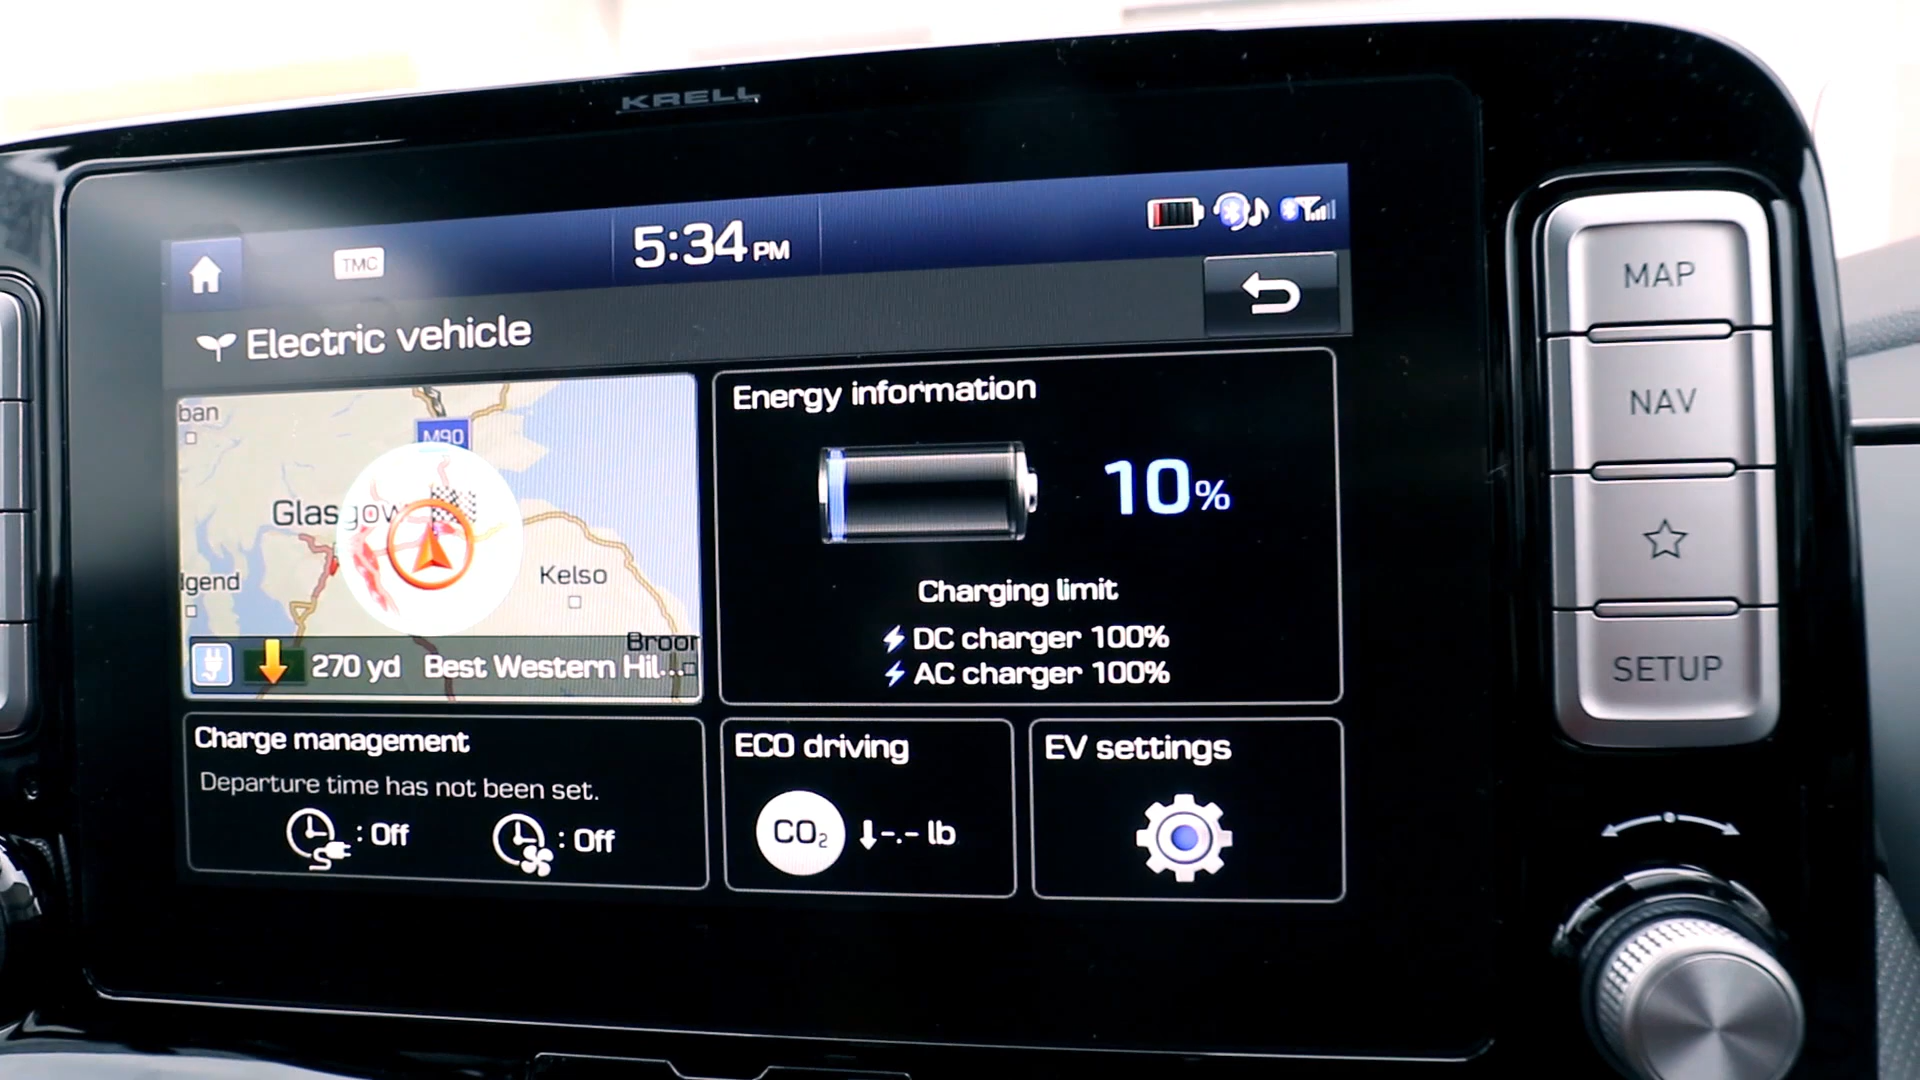 KRELL
TMC
5:34 PM
MAP
Electric vehicle
NAV
ban
M90
Glasgow
Kelso
lgend
Broor
270 yd Best Western Hil...
Energy information
10%
Charging limit
DC charger 100%
AC charger 100%
SETUP
Charge management
Departure time has not been set.
: Off : Off
ECO driving
CO2 -.- lb
EV settings